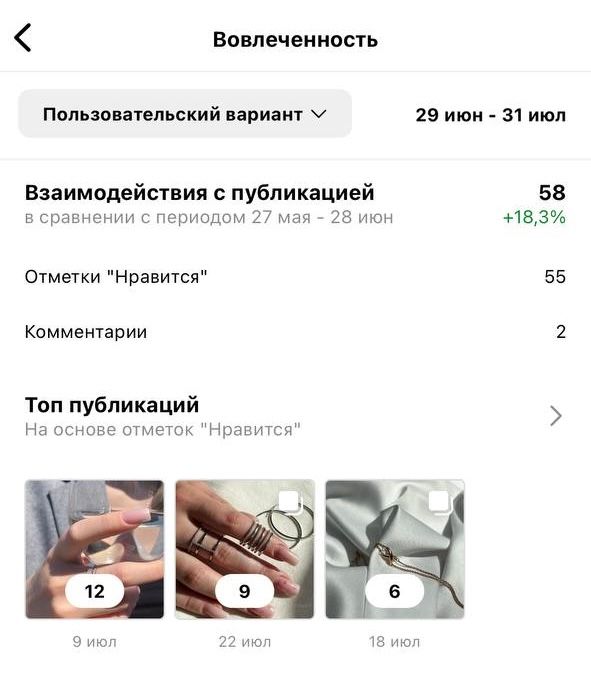 Вовлеченность
Пользовательский вариант
29 июн - 31 июл
Взаимодействия с публикацией
58
в сравнении с периодом 27 мая - 28 июн
+18,3%
Отметки "Нравится"
55
Комментарии
2
Топ публикаций
На основе отметок "Нравится"
12
9
6
9 июл
22 июл
18 июл